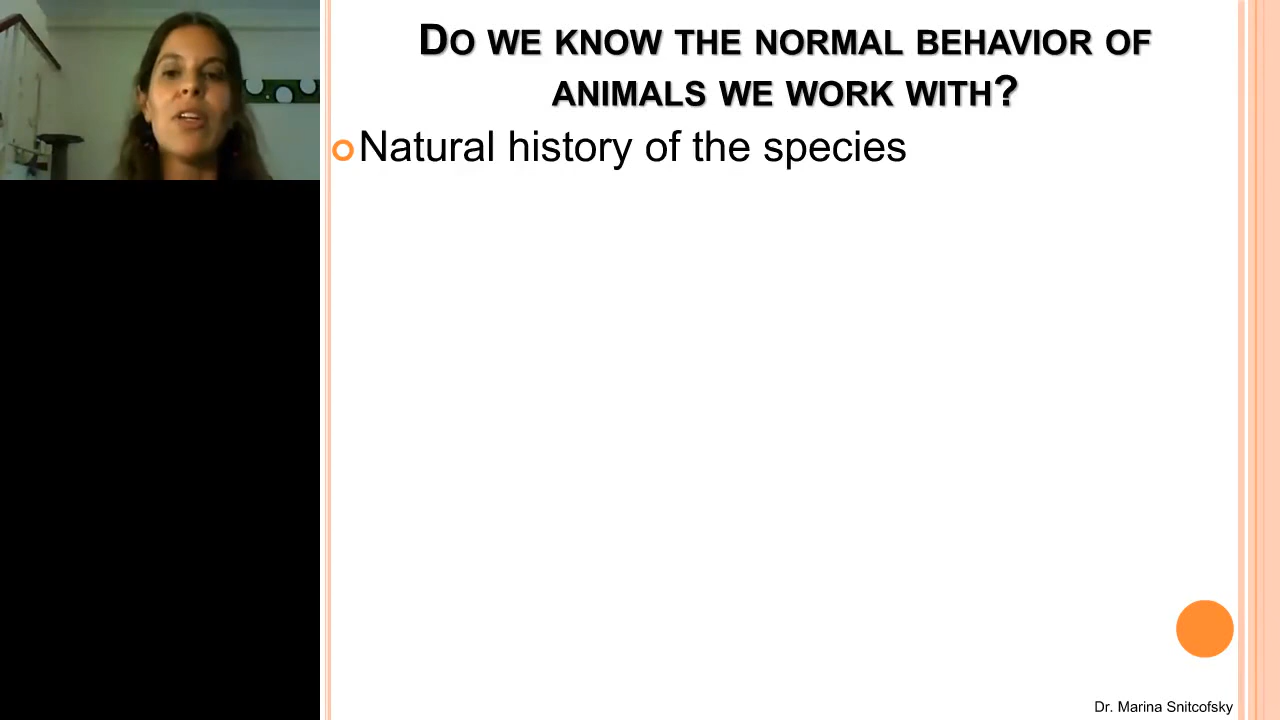 DO WE KNOW THE NORMAL BEHAVIOR OF
ANIMALS WE WORK WITH?
Natural history of the species
Dr. Marina Snitcofsky